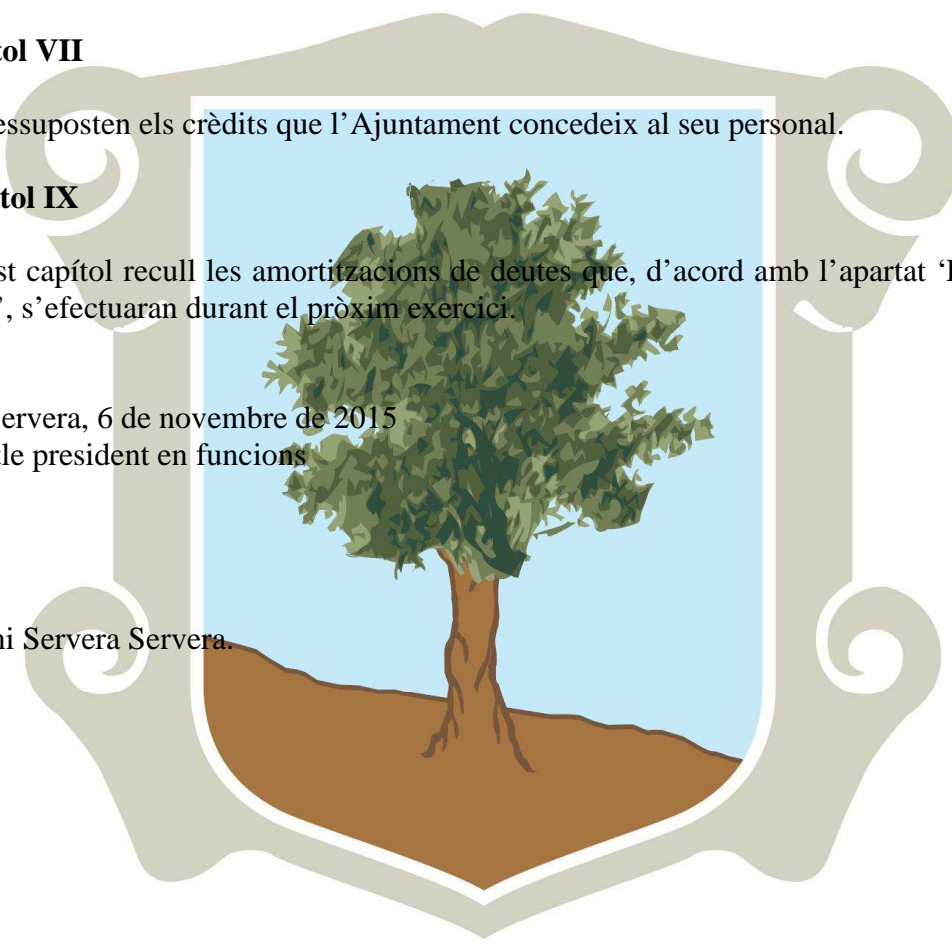 tol VII
essuposten els crèdits que l’Ajuntament concedeix al seu personal.
tol IX
st capítol recull les amortitzacions de deutes que, d’acord amb l’apartat ‘I
’, s’efectuaran durant el pròxim exercici.
ervera, 6 de novembre de 2015
tle president en funcions
ni Servera Servera.